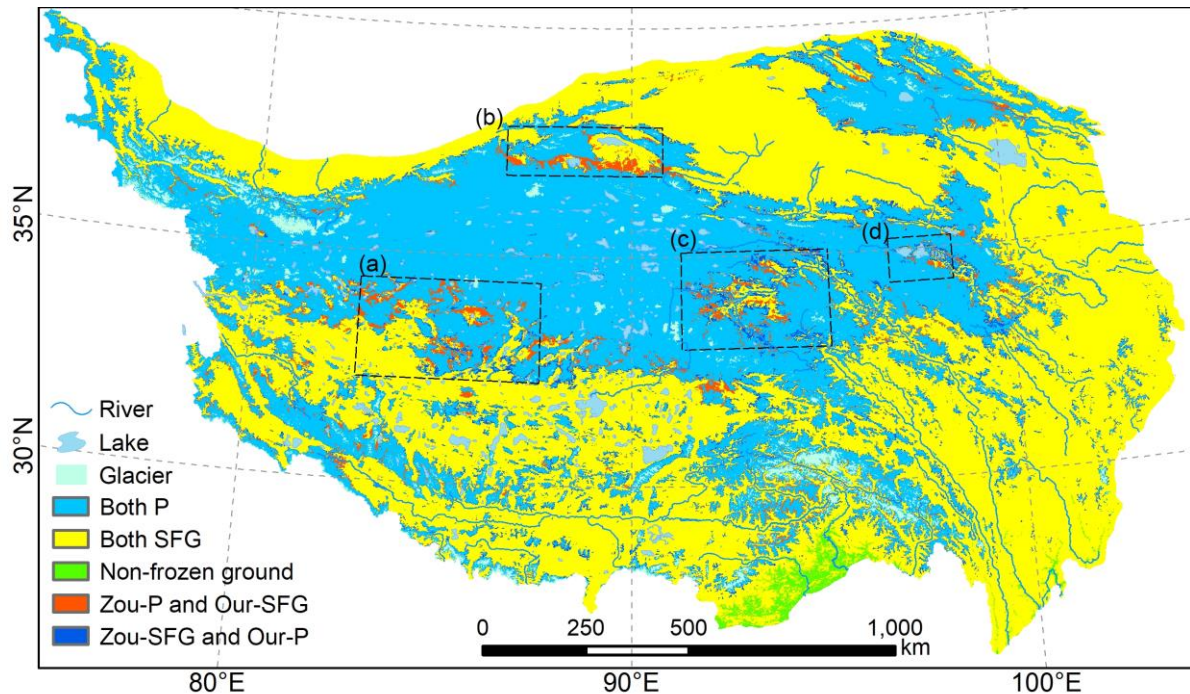 (b)
35°N
(c)
(d)
(a)
River
Lake
Glacier
30°N
Both P
Both SFG
Non-frozen ground
Zou-P and Our-SFG
Zou-SFG and Our-P
0 250 500 1,000
km
80°E 90°E 100°E